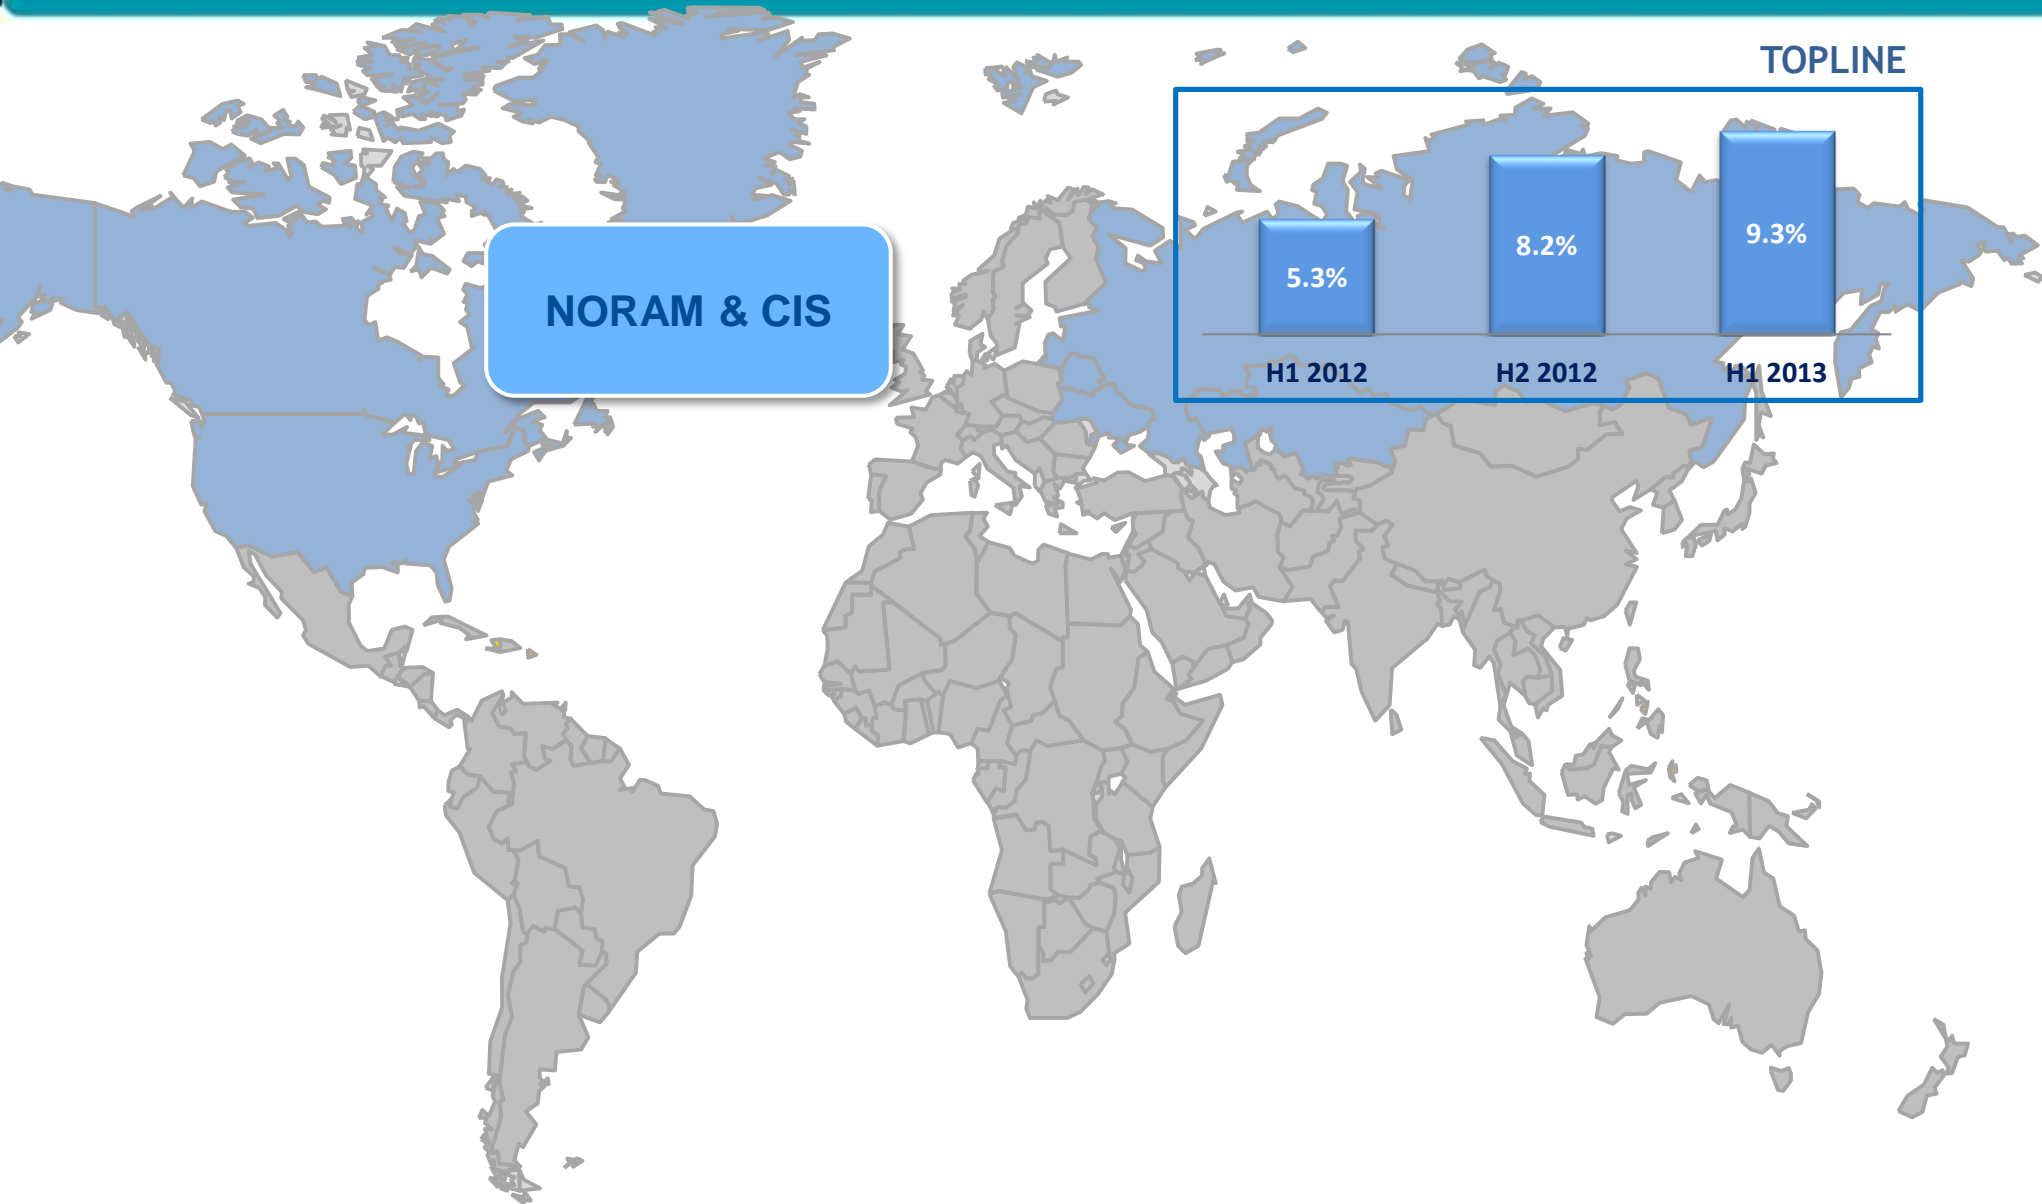 TOPLINE
NORAM & CIS
5.3%
8.2%
9.3%
H1 2012
H2 2012
H1 2013